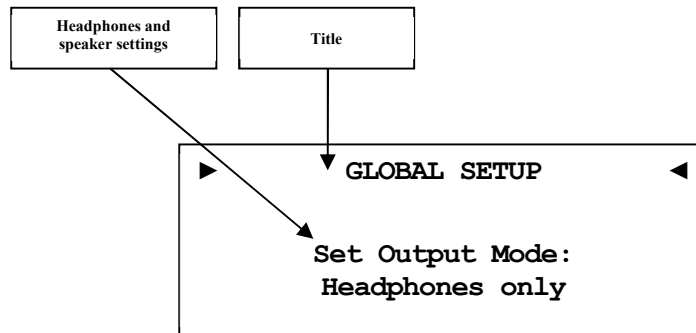 Headphones and
speaker settings
Title
► GLOBAL SETUP ◄
Set Output Mode:
Headphones only